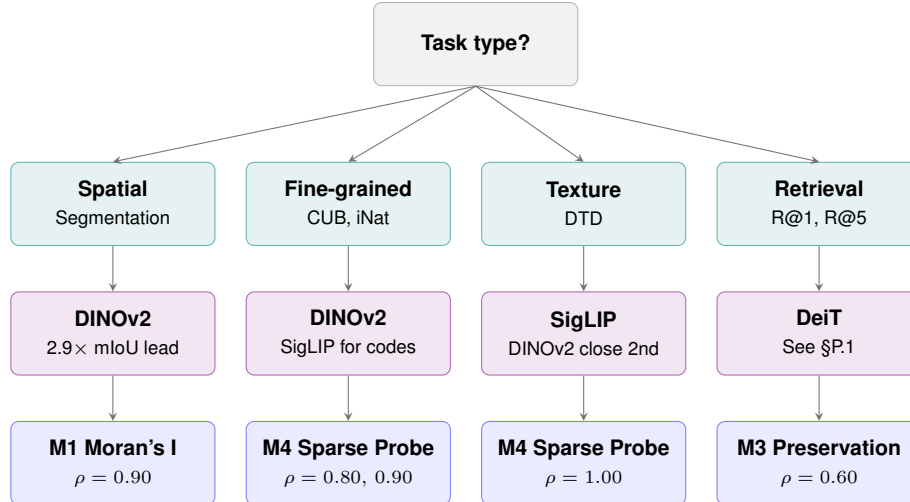 Task type?
Spatial
Segmentation
Fine-grained
CUB, iNat
Texture
DTD
Retrieval
R@1, R@5
DINOv2
2.9× mIoU lead
DINOv2
SigLIP for codes
SigLIP
DINOv2 close 2nd
DeiT
See §P.1
M1 Moran's I
ρ = 0.90
M4 Sparse Probe
ρ = 0.80, 0.90
M4 Sparse Probe
ρ = 1.00
M3 Preservation
ρ = 0.60